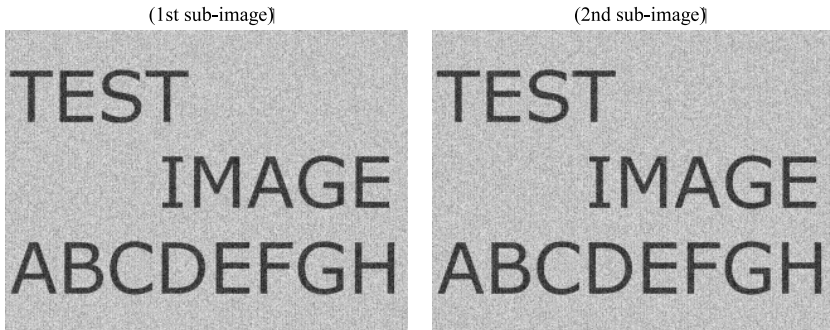 (1st sub-image)
TEST
IMAGE
ABCDEFGH
(2nd sub-image)
TEST
IMAGE
ABCDEFGH